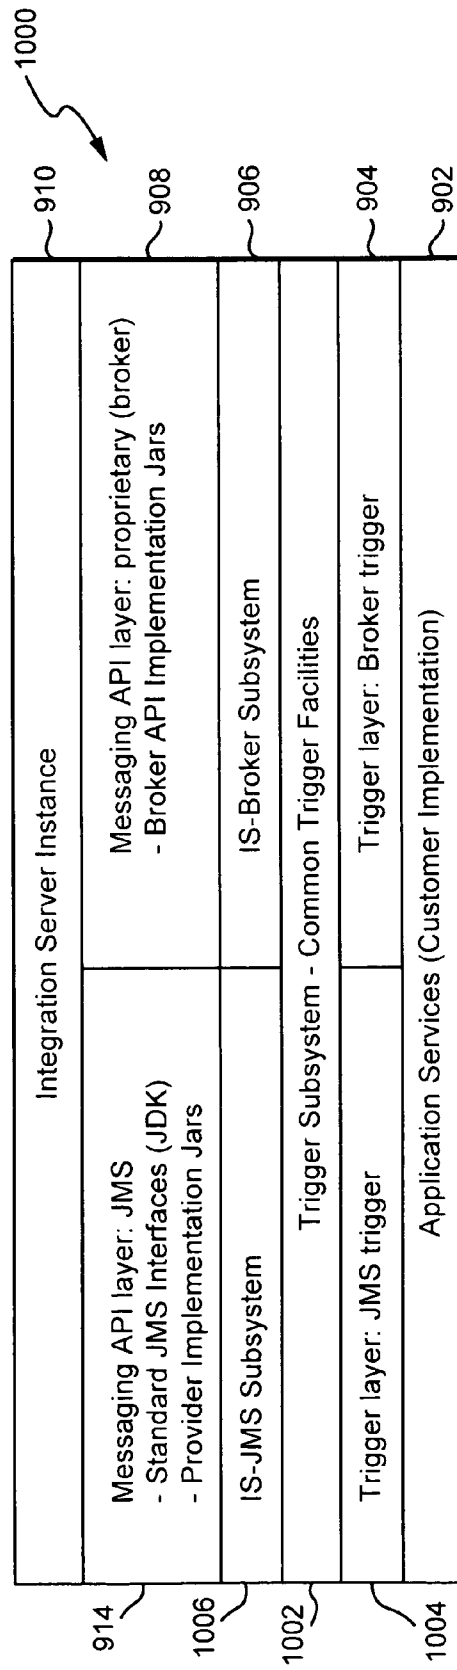 1000
910
Integration Server Instance
914
Messaging API layer: JMS
- Standard JMS Interfaces (JDK)
- Provider Implementation Jars
Messaging API layer: proprietary (broker)
- Broker API Implementation Jars
908
1006
IS-JMS Subsystem
IS-Broker Subsystem
906
1002
Trigger Subsystem - Common Trigger Facilities
1004
Trigger layer: JMS trigger
Trigger layer: Broker trigger
904
Application Services (Customer Implementation)
902